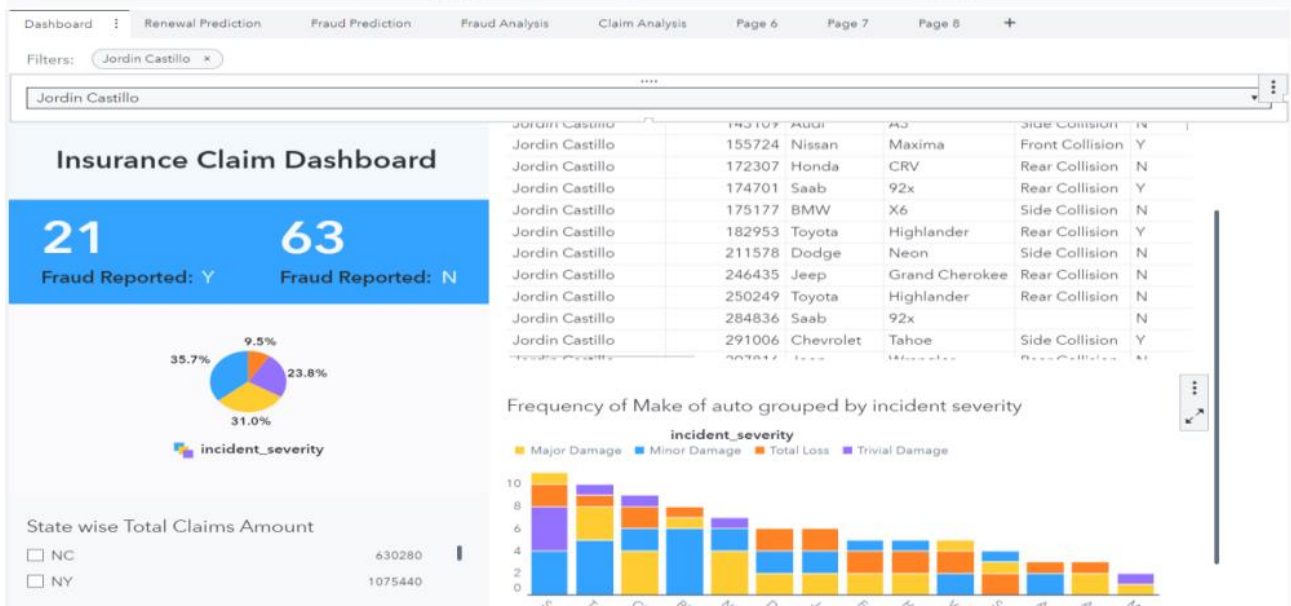 Dashboard Renewal Prediction Fraud Prediction Fraud Analysis Claim Analysis Page 6 Page 7 Page 8 +
Filters: Jordin Castillo ×
Jordin Castillo
Insurance Claim Dashboard
21 63
Fraud Reported: Y Fraud Reported: N
9.5%
35.7%
23.8%
31.0%
incident_severity
State wise Total Claims Amount
NC 630280
NY 1075440
Jordin Castillo 143109 Audi A3 Side Collision N
Jordin Castillo 155724 Nissan Maxima Front Collision Y
Jordin Castillo 172307 Honda CRV Rear Collision N
Jordin Castillo 174701 Saab 92x Rear Collision Y
Jordin Castillo 175177 BMW X6 Side Collision N
Jordin Castillo 182953 Toyota Highlander Rear Collision Y
Jordin Castillo 211578 Dodge Neon Side Collision N
Jordin Castillo 246435 Jeep Grand Cherokee Rear Collision N
Jordin Castillo 250249 Toyota Highlander Rear Collision N
Jordin Castillo 284836 Saab 92x N
Jordin Castillo 291006 Chevrolet Tahoe Side Collision Y
Frequency of Make of auto grouped by incident severity
incident_severity
Major Damage Minor Damage Total Loss Trivial Damage
10
8
6
4
2
0